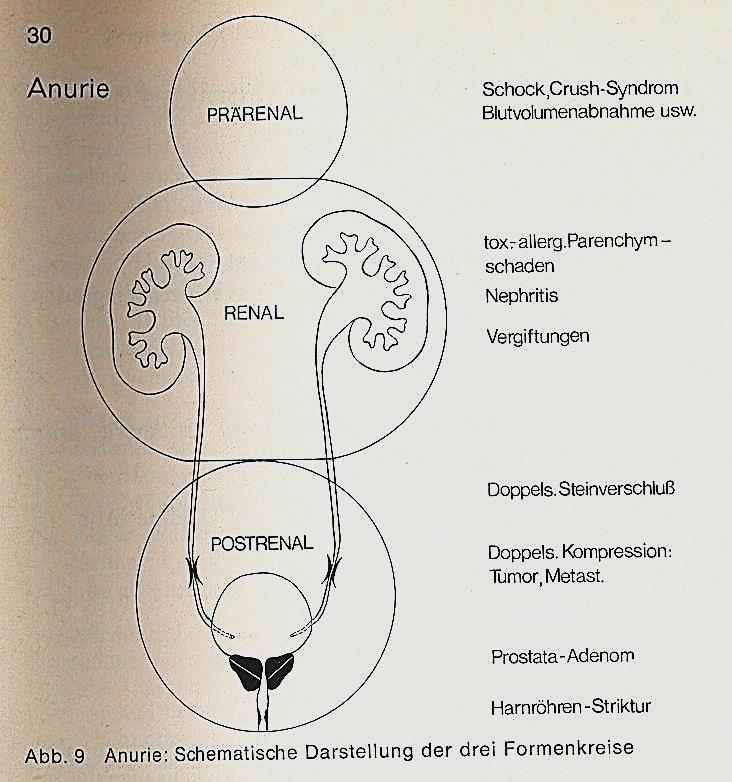 30
Anurie
PRÄRENAL
Schock,Crush-Syndrom
Blutvolumenabnahme usw.
RENAL
tox.-allerg.Parenchym-
schaden
Nephritis
Vergiftungen
POSTRENAL
Doppels.Steinverschluß
Doppels. Kompression:
Tumor, Metast.
Prostata-Adenom
Harnröhren-Striktur
Abb. 9 Anurie: Schematische Darstellung der drei Formenkreise